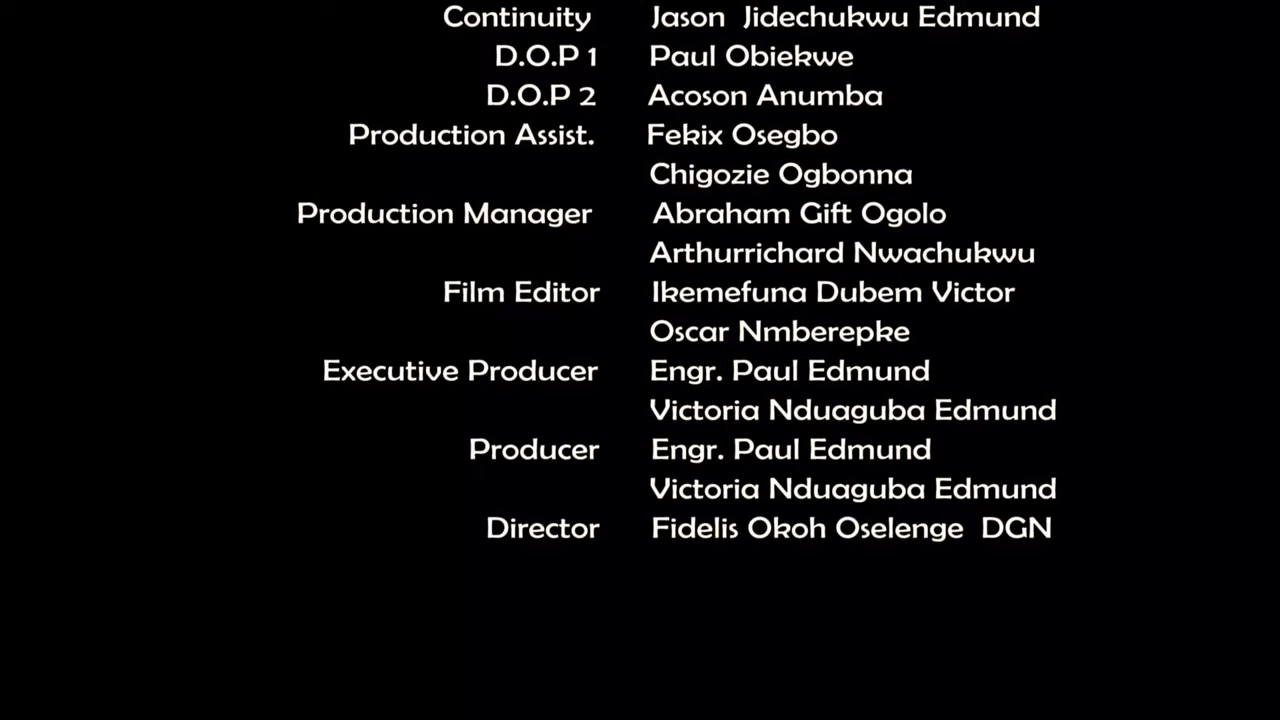 Continuity Jason Jidechukwu Edmund
D.O.P 1 Paul Obiekwe
D.O.P 2 Acoson Anumba
Production Assist. Fekix Osegbo
Chigozie Ogbonna
Production Manager Abraham Gift Ogolo
Arthurrichard Nwachukwu
Film Editor Ikemefuna Dubem Victor
Oscar Nmberepke
Executive Producer Engr. Paul Edmund
Victoria Nduaguba Edmund
Producer Engr. Paul Edmund
Victoria Nduaguba Edmund
Director Fidelis Okoh Oselenge DGN